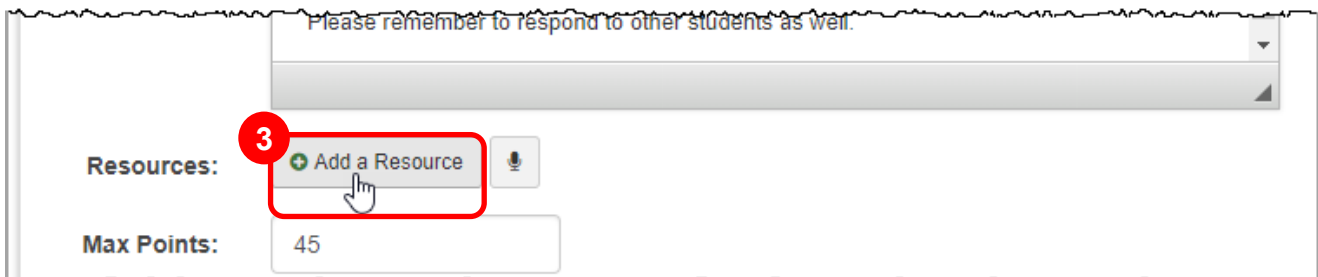 Please remember to respond to other students as well.
3
Resources: Add a Resource
Max Points: 45